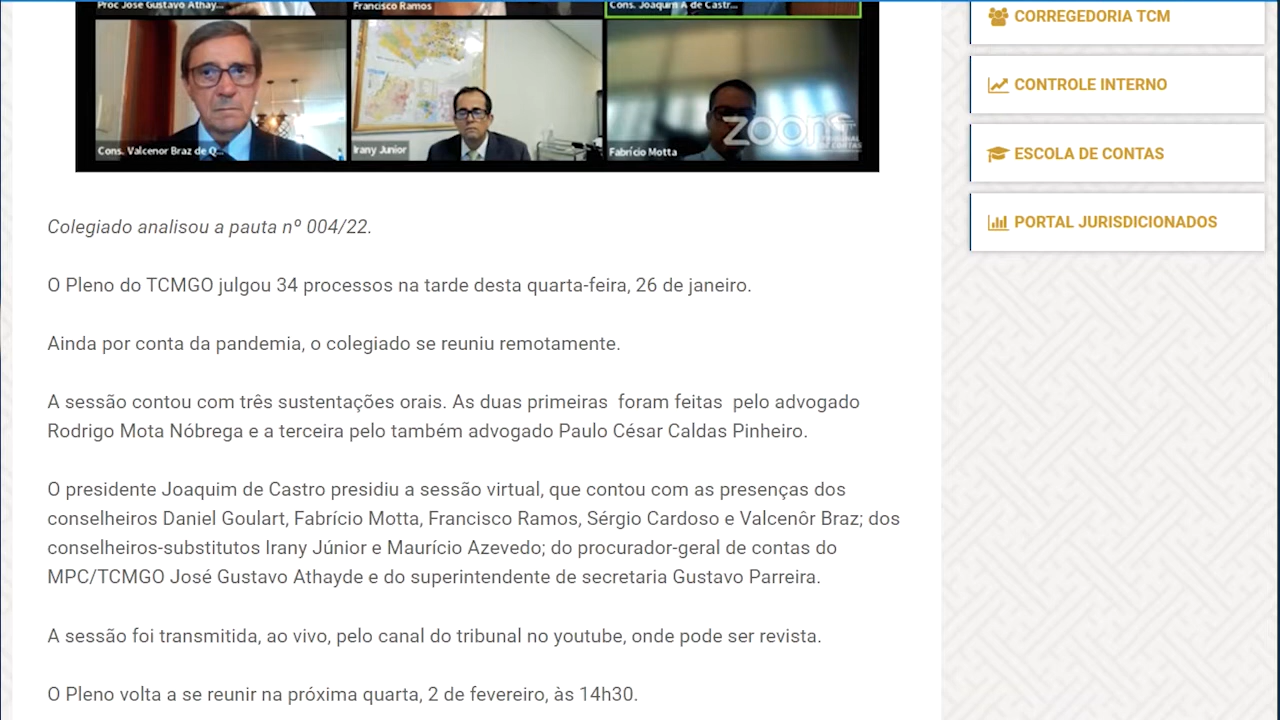 Proc José Gustavo Athay...
Francisco Ramos
Cons. Joaquim A de Castr...
Cons. Valcenor Braz de Q...
Irany Junior
Fabrício Motta
zoom
Colegiado analisou a pauta nº 004/22.
O Pleno do TCMGO julgou 34 processos na tarde desta quarta-feira, 26 de janeiro.
Ainda por conta da pandemia, o colegiado se reuniu remotamente.
A sessão contou com três sustentações orais. As duas primeiras foram feitas pelo advogado
Rodrigo Mota Nóbrega e a terceira pelo também advogado Paulo César Caldas Pinheiro.
O presidente Joaquim de Castro presidiu a sessão virtual, que contou com as presenças dos
conselheiros Daniel Goulart, Fabrício Motta, Francisco Ramos, Sérgio Cardoso e Valcenôr Braz; dos
conselheiros-substitutos Irany Júnior e Maurício Azevedo; do procurador-geral de contas do
MPC/TCMGO José Gustavo Athayde e do superintendente de secretaria Gustavo Parreira.
A sessão foi transmitida, ao vivo, pelo canal do tribunal no youtube, onde pode ser revista.
O Pleno volta a se reunir na próxima quarta, 2 de fevereiro, às 14h30.
CORREGEDORIA TCM
CONTROLE INTERNO
ESCOLA DE CONTAS
PORTAL JURISDICIONADOS